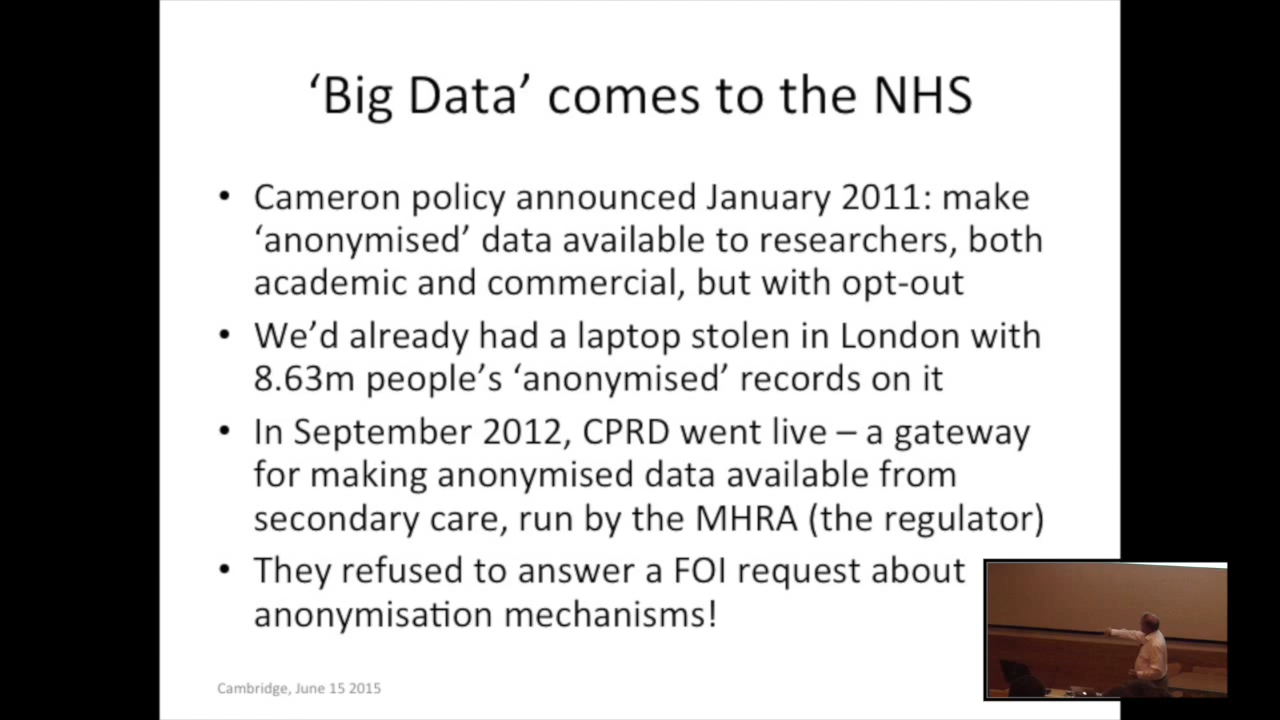 ‘Big Data’ comes to the NHS
• Cameron policy announced January 2011: make
‘anonymised’ data available to researchers, both
academic and commercial, but with opt-out
• We’d already had a laptop stolen in London with
8.63m people’s ‘anonymised’ records on it
• In September 2012, CPRD went live – a gateway
for making anonymised data available from
secondary care, run by the MHRA (the regulator)
• They refused to answer a FOI request about
anonymisation mechanisms!
Cambridge, June 15 2015